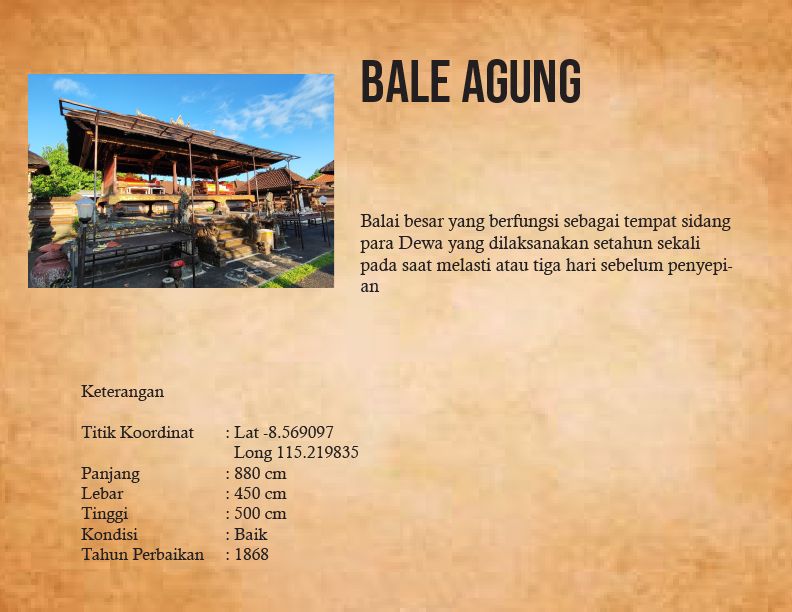 BALE AGUNG
Balai besar yang berfungsi sebagai tempat sidang
para Dewa yang dilaksanakan setahun sekali
pada saat melasti atau tiga hari sebelum penyepi-
an
Keterangan
Titik Koordinat : Lat -8.569097
Long 115.219835
Panjang : 880 cm
Lebar : 450 cm
Tinggi : 500 cm
Kondisi : Baik
Tahun Perbaikan : 1868